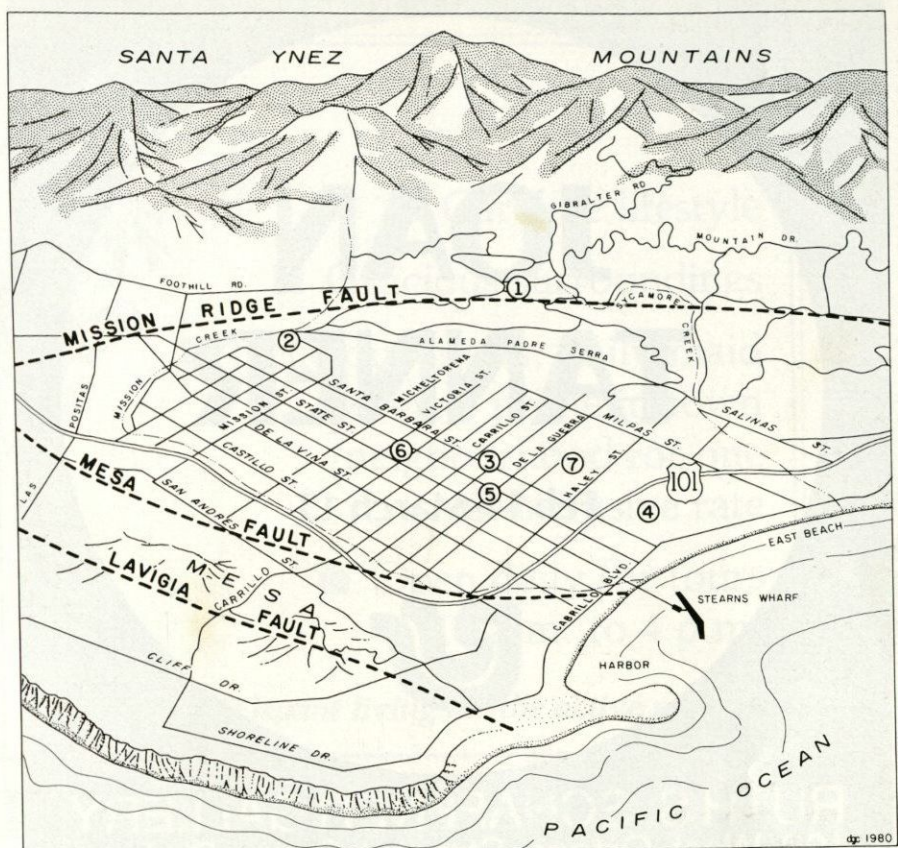 SANTA YNEZ MOUNTAINS
GIBRALTER RD
MOUNTAIN DR.
FOOTHILL RD.
MISSION RIDGE FAULT
1
SYCAMORE CREEK
2
MISSION CREEK
ALAMEDA PADRE SERRA
LAS POSITAS
MISSION ST.
STATE ST
SANTA BARBARA ST.
MICHELTORENA
VICTORIA ST.
CARRILLO ST.
DE LA GUERRA
MILPAS ST
SALINAS ST.
DE LA VINA ST
CASTILLO ST.
6
3
7
HALEY ST.
5
101
4
SAN ANDRES ST
MESA FAULT
EAST BEACH
MESA
CARRILLO
LAVIGIA FAULT
CABRILLO BLVD.
STEARNS WHARF
HARBOR
CLIFF DR.
SHORELINE DR.
PACIFIC OCEAN
dgc 1980